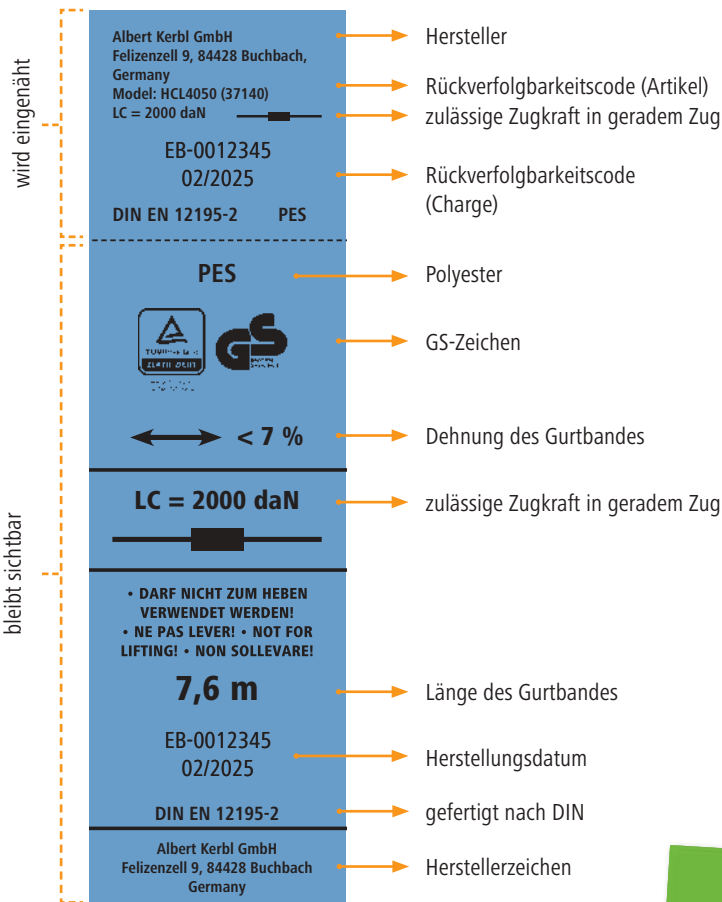 wird eingenäht
Albert Kerbl GmbH
Felizenzell 9, 84428 Buchbach,
Germany
Model: HCL4050 (37140)
LC = 2000 daN
EB-0012345
02/2025
DIN EN 12195-2 PES
Hersteller
Rückverfolgbarkeitscode (Artikel)
zulässige Zugkraft in geradem Zug
Rückverfolgbarkeitscode
(Charge)
bleibt sichtbar
PES
Polyester
GS
GS-Zeichen
< 7 %
Dehnung des Gurtbandes
LC = 2000 daN
zulässige Zugkraft in geradem Zug
• DARF NICHT ZUM HEBEN
VERWENDET WERDEN!
• NE PAS LEVER! • NOT FOR
LIFTING! • NON SOLLEVARE!
7,6 m
Länge des Gurtbandes
EB-0012345
02/2025
Herstellungsdatum
DIN EN 12195-2
gefertigt nach DIN
Albert Kerbl GmbH
Felizenzell 9, 84428 Buchbach
Germany
Herstellerzeichen